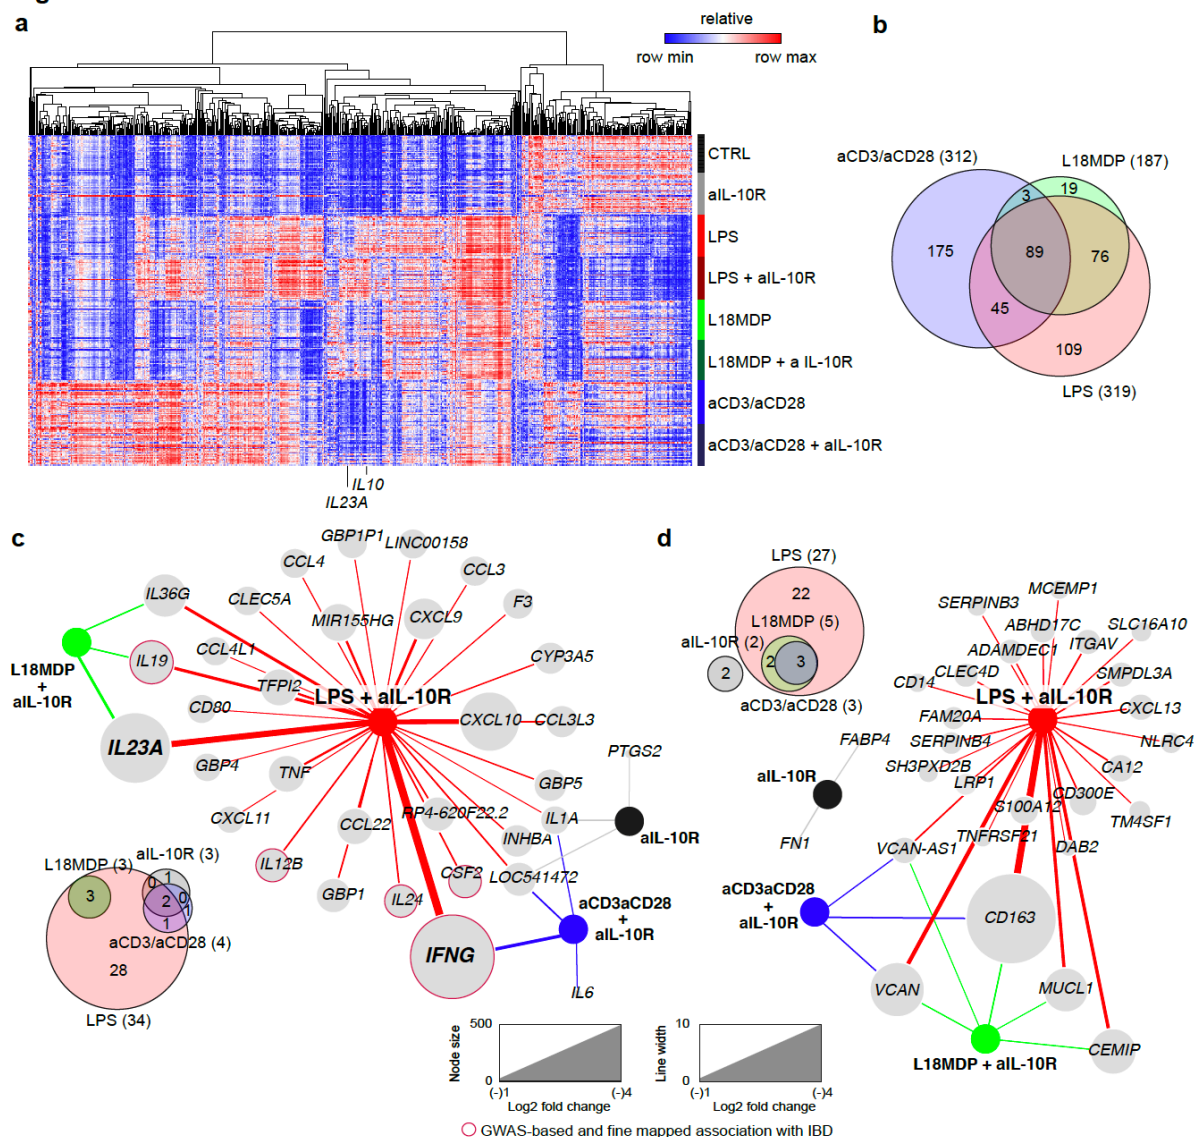 a
relative
row min
row max
CTRL
aIL-10R
LPS
LPS + aIL-10R
L18MDP
L18MDP + a IL-10R
aCD3/aCD28
aCD3/aCD28 + aIL-10R
IL10
IL23A
b
aCD3/aCD28 (312)
L18MDP (187)
3
19
175
89
76
45
109
LPS (319)
c
GBP1P1
LINC00158
CCL4
CCL3
IL36G
CLEC5A
MIR155HG
CXCL9
F3
L18MDP
+
aIL-10R
IL19
CCL4L1
CYP3A5
TFPI2
LPS + aIL-10R
CD80
CXCL10
CCL3L3
IL23A
GBP4
TNF
PTGS2
GBP5
CXCL11
CCL22
RP4-620F22.2
IL1A
aIL-10R
INHBA
IL12B
GBP1
IL24
CSF2
LOC541472
aCD3aCD28
+
aIL-10R
IFNG
IL6
L18MDP (3)
aIL-10R (3)
3
0
1
0
2
1
1
aCD3/aCD28 (4)
28
LPS (34)
d
LPS (27)
22
L18MDP (5)
aIL-10R (2)
2
2
3
aCD3/aCD28 (3)
MCEMP1
SERPINB3
ABHD17C
SLC16A10
ADAMDEC1
ITGAV
CLEC4D
SMPDL3A
CD14
LPS + aIL-10R
FAM20A
CXCL13
SERPINB4
NLRC4
SH3PXD2B
LRP1
CA12
CD300E
S100A12
TM4SF1
TNFRSF21
DAB2
FABP4
aIL-10R
FN1
VCAN-AS1
aCD3aCD28
+
aIL-10R
CD163
VCAN
MUCL1
L18MDP + aIL-10R
CEMIP
500
Node size
0
(-)1
(-)4
Log2 fold change
10
Line width
0
(-)1
(-)4
Log2 fold change
GWAS-based and fine mapped association with IBD